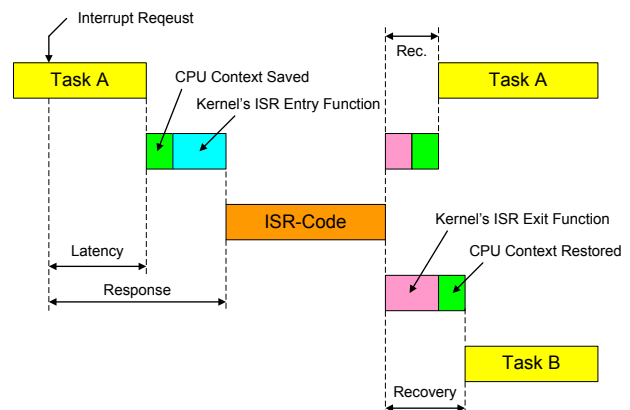 Interrupt Reqeust
Task A
CPU Context Saved
Kernel's ISR Entry Function
Rec.
Task A
ISR-Code
Latency
Response
Kernel's ISR Exit Function
CPU Context Restored
Task B
Recovery